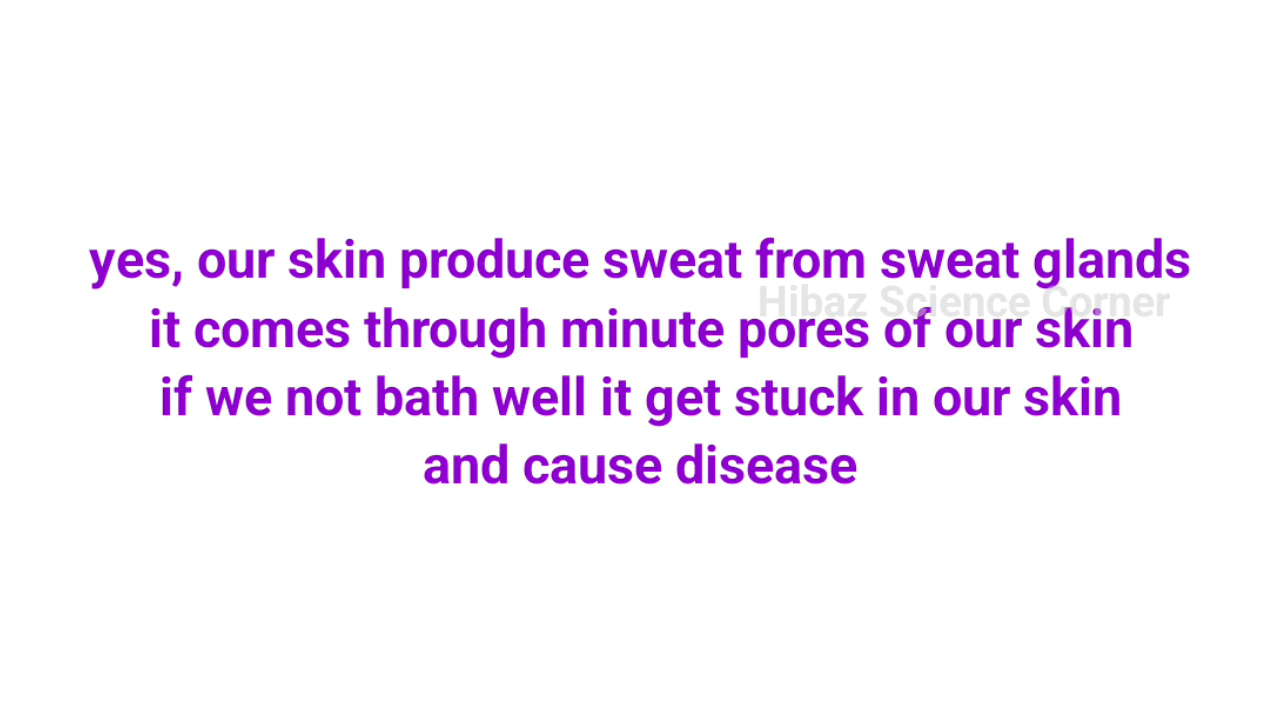 yes, our skin produce sweat from sweat glands
Hibaz Science Corner
it comes through minute pores of our skin
if we not bath well it get stuck in our skin
and cause disease